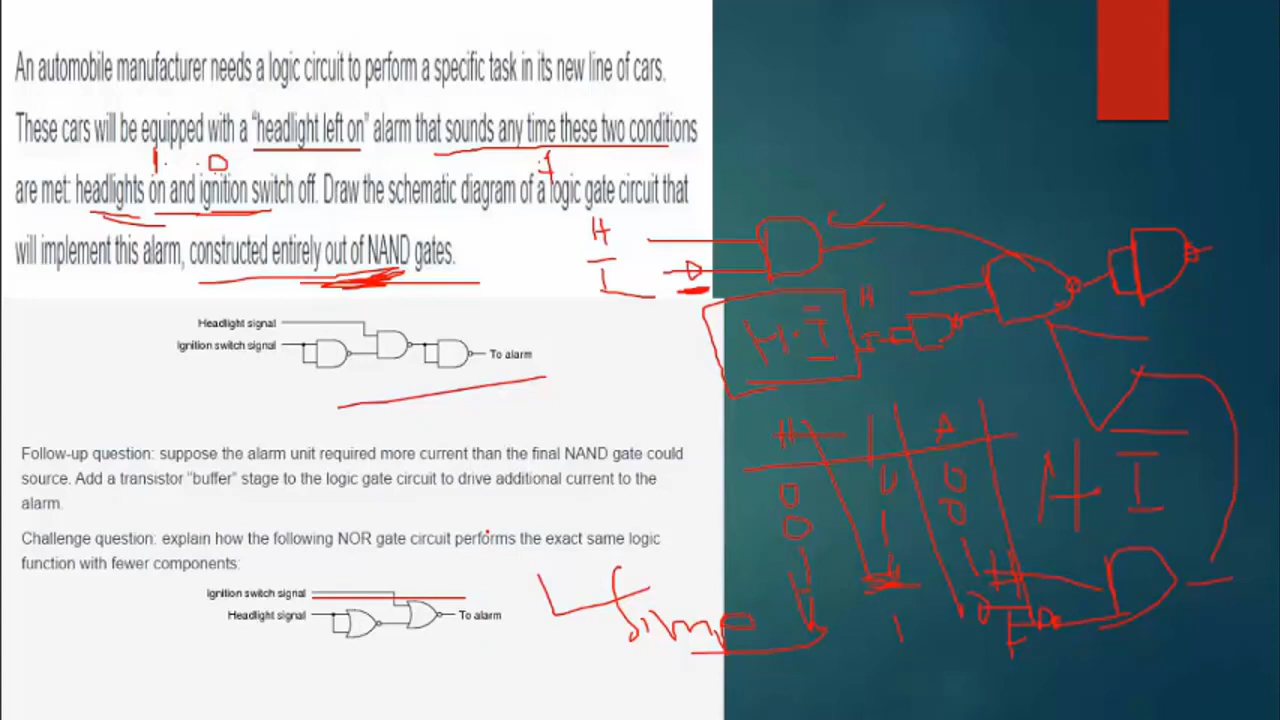 An automobile manufacturer needs a logic circuit to perform a specific task in its new line of cars.
These cars will be equipped with a "headlight left on" alarm that sounds any time these two conditions
1 0 1
are met: headlights on and ignition switch off. Draw the schematic diagram of a logic gate circuit that
will implement this alarm, constructed entirely out of NAND gates.
H
I
Headlight signal
Ignition switch signal
To alarm
H · I̅
H
I
Follow-up question: suppose the alarm unit required more current than the final NAND gate could
source. Add a transistor "buffer" stage to the logic gate circuit to drive additional current to the
alarm.
Challenge question: explain how the following NOR gate circuit performs the exact same logic
function with fewer components:
Ignition switch signal
Headlight signal
To alarm
H I A
0 0 0
0 1 0